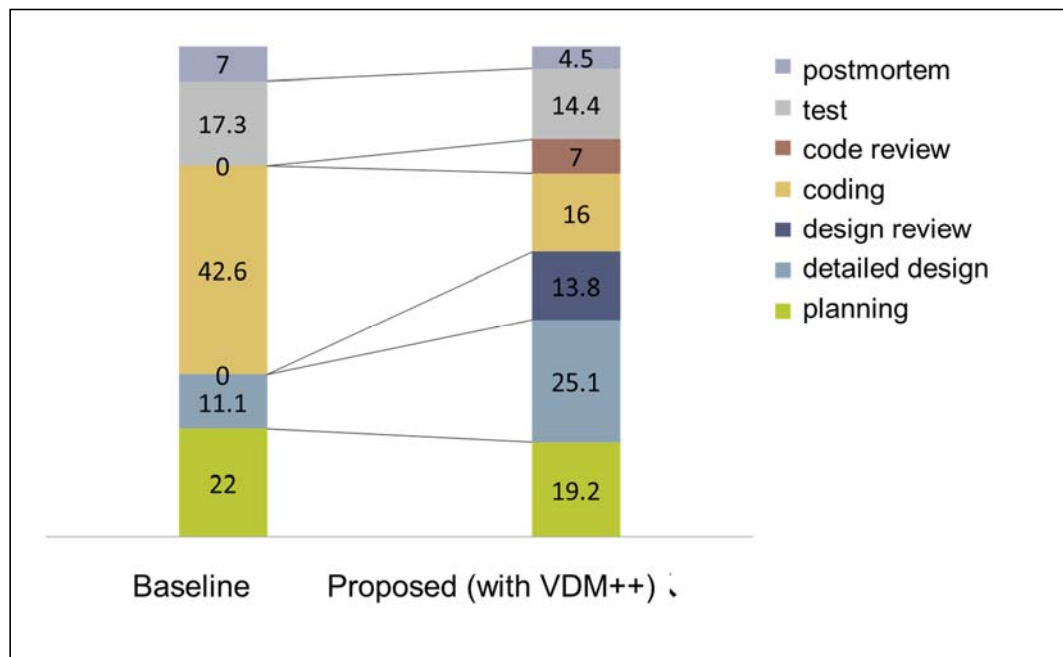 7
17.3
0
42.6
0
11.1
22
Baseline
4.5
14.4
7
16
13.8
25.1
19.2
Proposed (with VDM++)
postmortem
test
code review
coding
design review
detailed design
planning